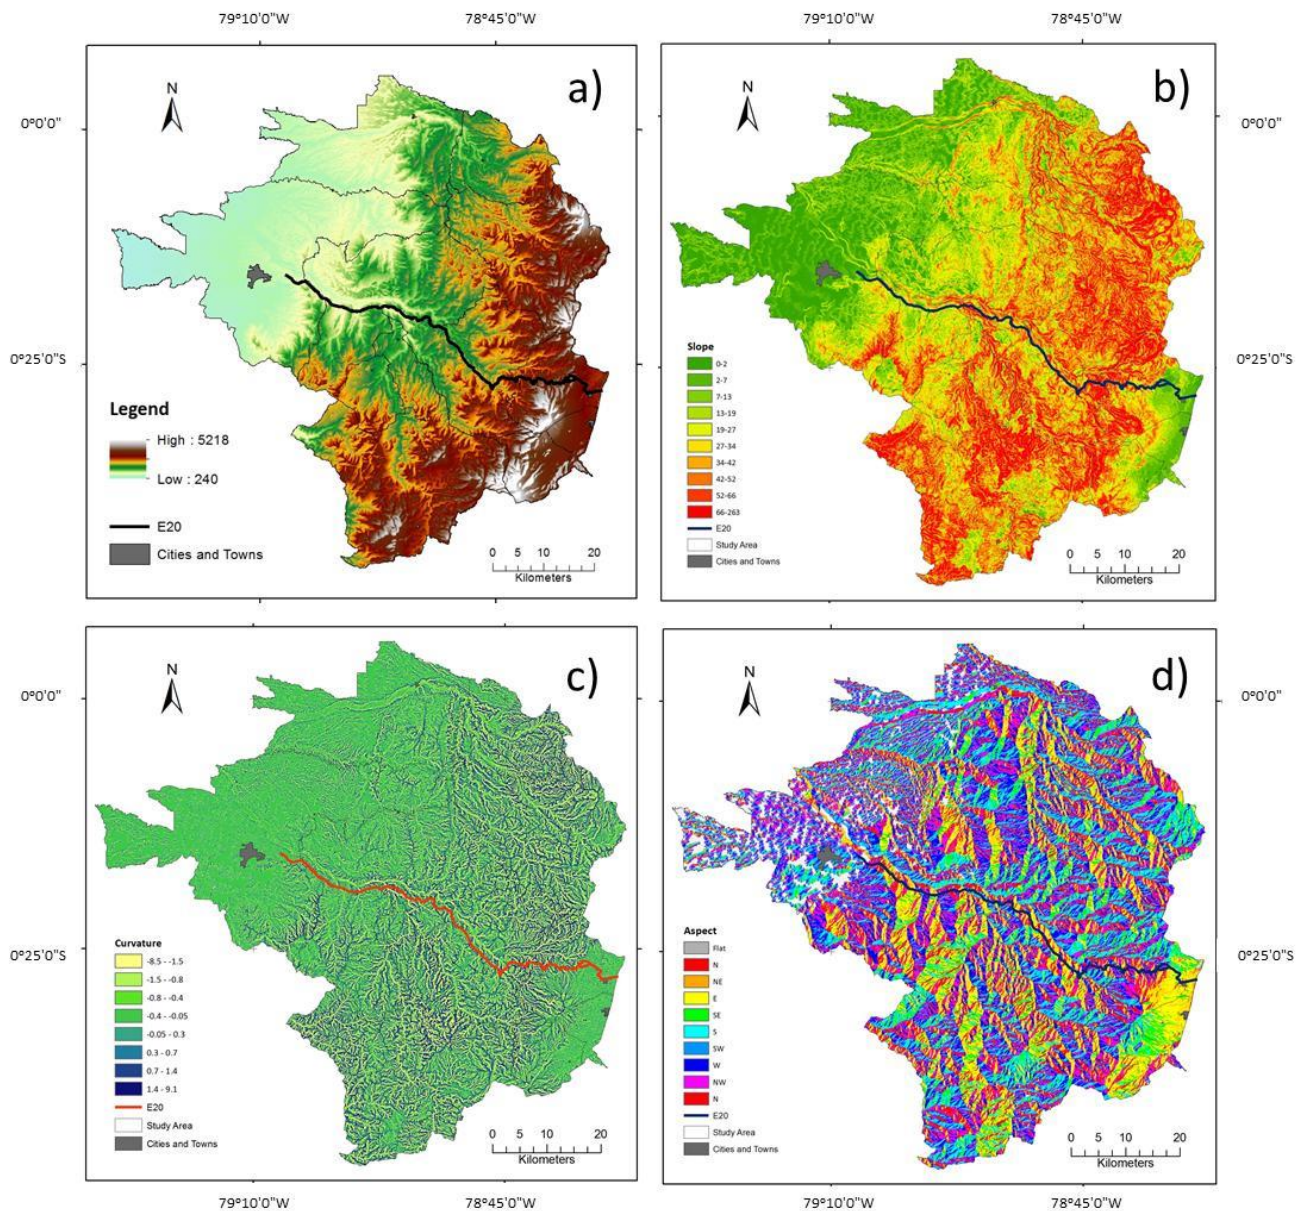 79°10'0"W
78°45'0"W
79°10'0"W
78°45'0"W
N
a)
0°0'0"
0°25'0"S
Legend
High : 5218
Low : 240
E20
Cities and Towns
0 5 10 20
Kilometers
N
b)
0°0'0"
0°25'0"S
Slope
0-2
2-7
7-13
13-19
19-27
27-34
34-42
42-52
52-66
66-263
E20
Study Area
Cities and Towns
0 5 10 20
Kilometers
N
c)
0°0'0"
0°25'0"S
Curvature
-8.5 - -1.5
-1.5 - -0.8
-0.8 - -0.4
-0.4 - -0.05
-0.05 - 0.3
0.3 - 0.7
0.7 - 1.4
1.4 - 9.1
E20
Study Area
Cities and Towns
0 5 10 20
Kilometers
N
d)
0°0'0"
0°25'0"S
Aspect
Flat
N
NE
E
SE
S
SW
W
NW
N
E20
Study Area
Cities and Towns
0 5 10 20
Kilometers
79°10'0"W
78°45'0"W
79°10'0"W
78°45'0"W